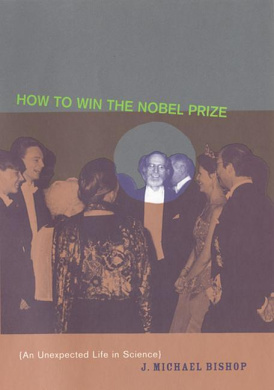 HOW TO WIN THE NOBEL PRIZE
(An Unexpected Life in Science)
J. MICHAEL BISHOP